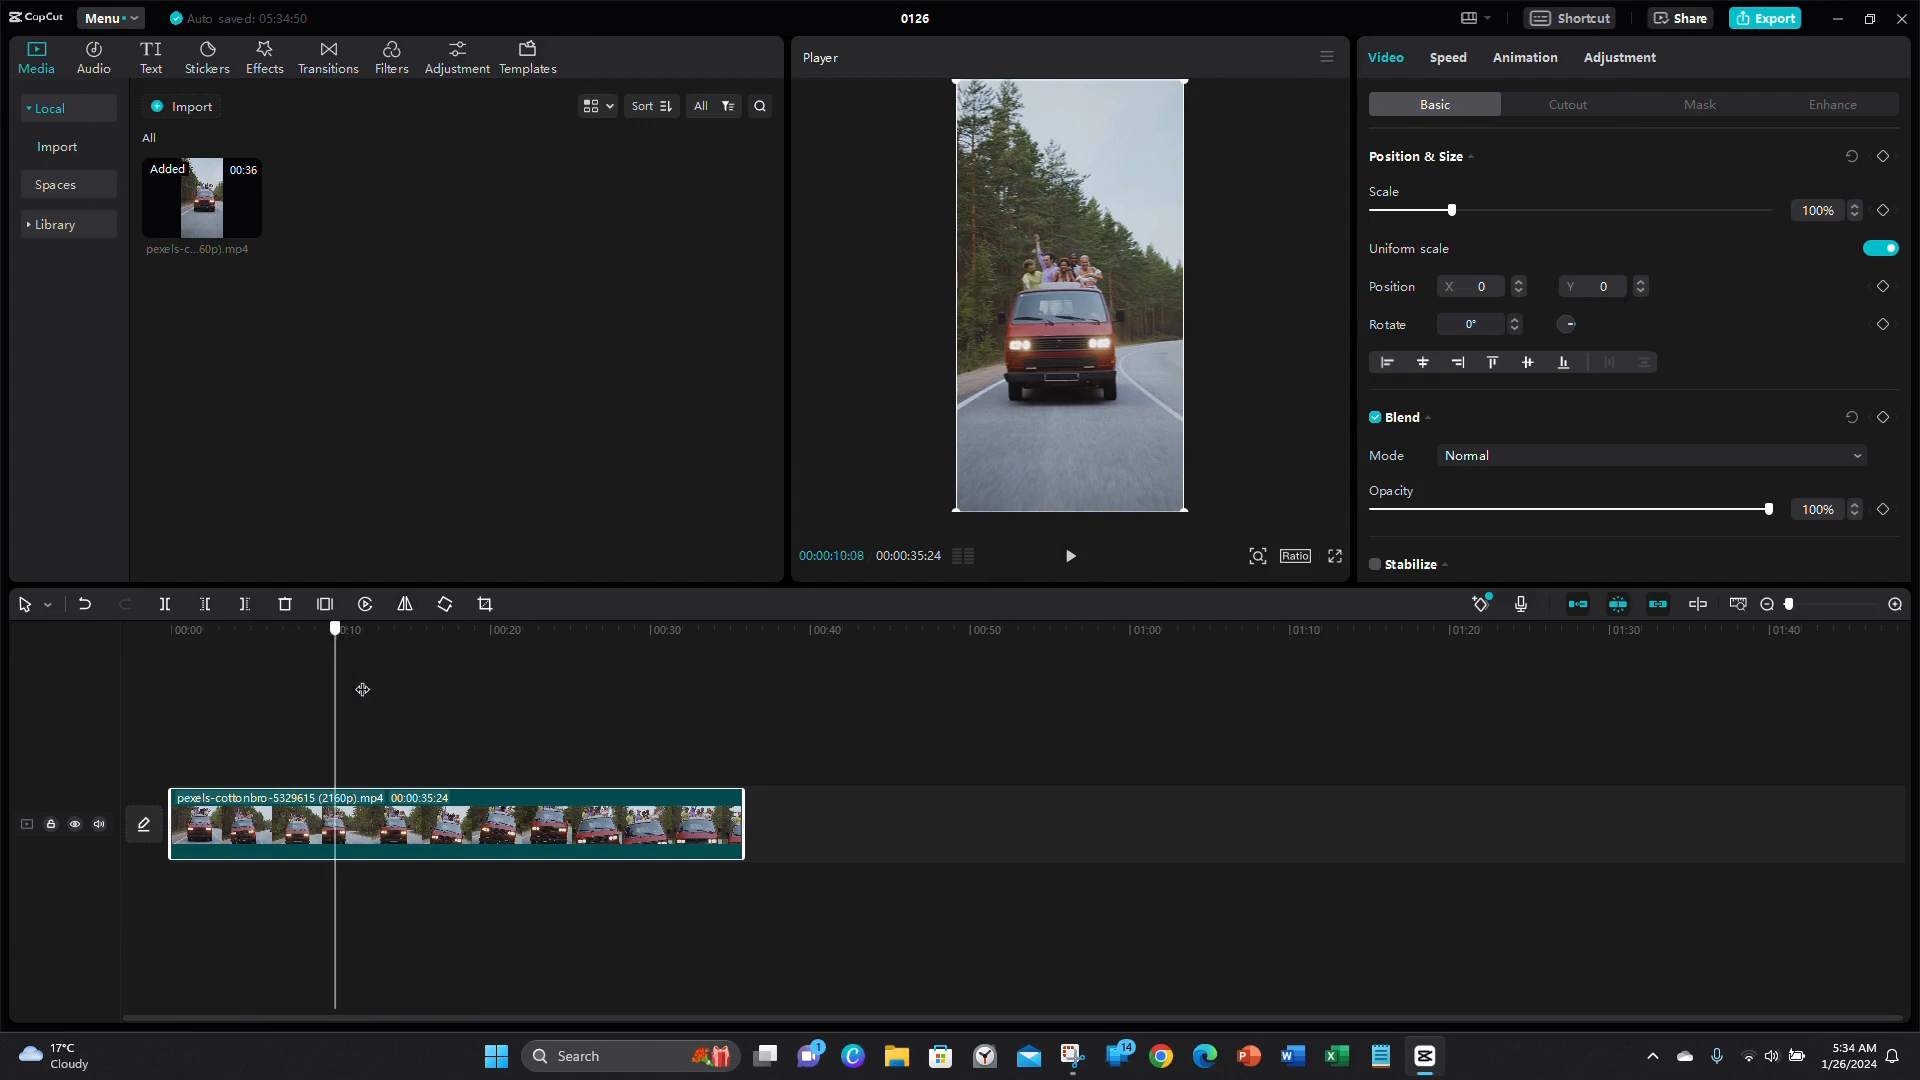 CapCut
Menu
Auto saved: 05:34:50
0126
Shortcut
Share
Export
Media
Audio
Text
Stickers
Effects
Transitions
Filters
Adjustment
Templates
Local
Import
Spaces
Library
Import
Sort
All
All
Added
00:36
pexels-c...60p).mp4
Player
00:00:10:08
00:00:35:24
Ratio
Video
Speed
Animation
Adjustment
Basic
Cutout
Mask
Enhance
Position & Size
Scale
100%
Uniform scale
Position
X 0
Y 0
Rotate
0°
Blend
Mode
Normal
Opacity
100%
Stabilize
00:00
0:10
00:20
00:30
00:40
00:50
01:00
01:10
01:20
01:30
01:40
pexels-cottonbro-5329615 (2160p).mp4 00:00:35:24
17°C
Cloudy
Search
1
14
5:34 AM
1/26/2024